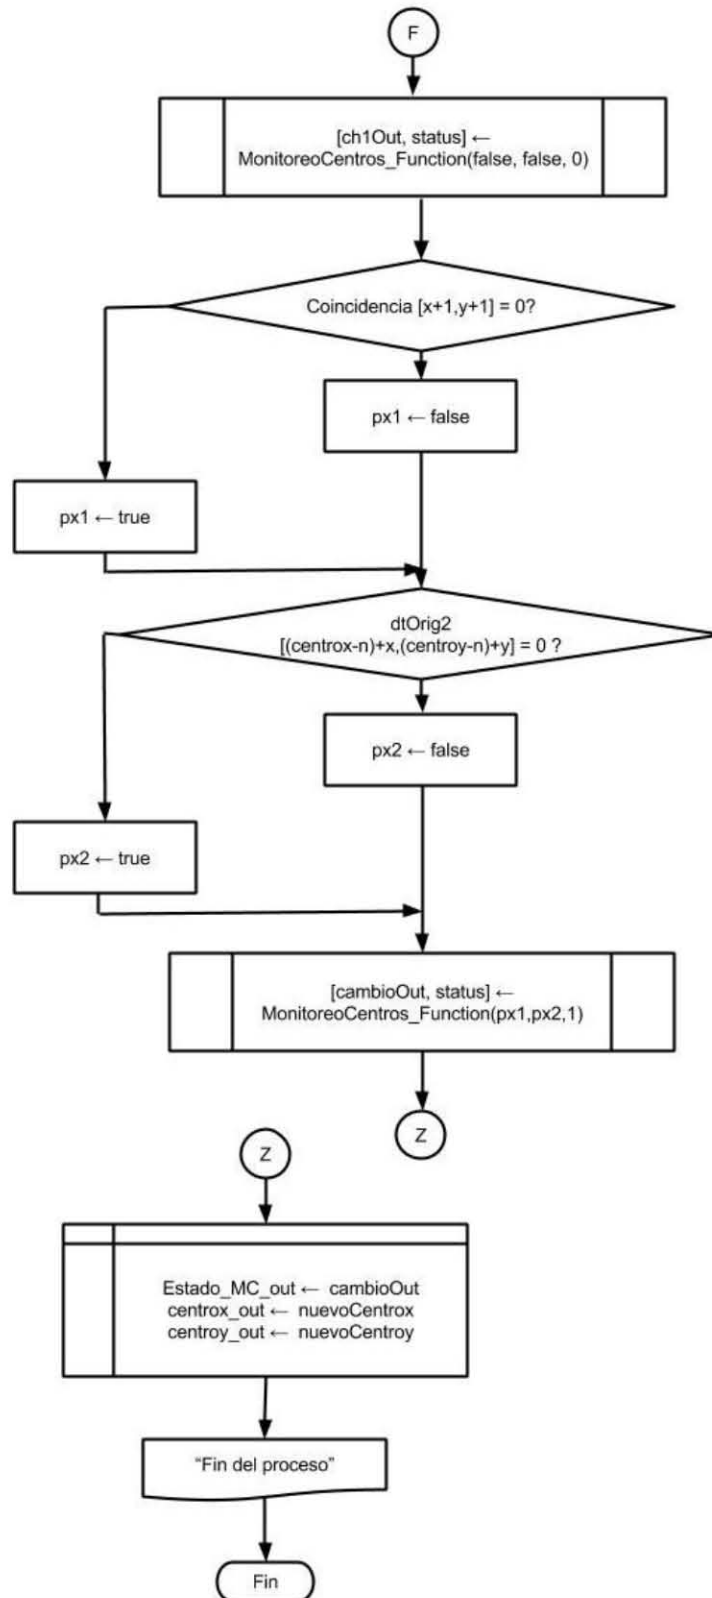 F
[ch1Out, status] ←
MonitoreoCentros_Function(false, false, 0)
Coincidencia [x+1,y+1] = 0?
px1 ← false
px1 ← true
dtOrig2
[(centrox-n)+x,(centroy-n)+y] = 0 ?
px2 ← false
px2 ← true
[cambioOut, status] ←
MonitoreoCentros_Function(px1,px2,1)
Z
Z
Estado_MC_out ← cambioOut
centrox_out ← nuevoCentrox
centroy_out ← nuevoCentroy
“Fin del proceso”
Fin